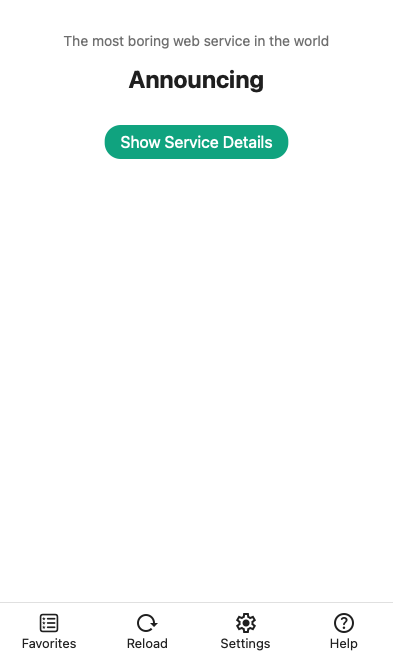 The most boring web service in the world
Announcing
Show Service Details
Favorites
Reload
Settings
Help